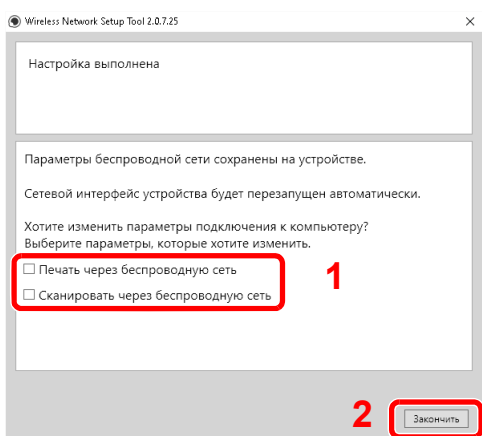 Wireless Network Setup Tool 2.0.7.25
Настройка выполнена
Параметры беспроводной сети сохранены на устройстве.
Сетевой интерфейс устройства будет перезапущен автоматически.
Хотите изменить параметры подключения к компьютеру?
Выберите параметры, которые хотите изменить.
Печать через беспроводную сеть
1
Сканировать через беспроводную сеть
2
Закончить